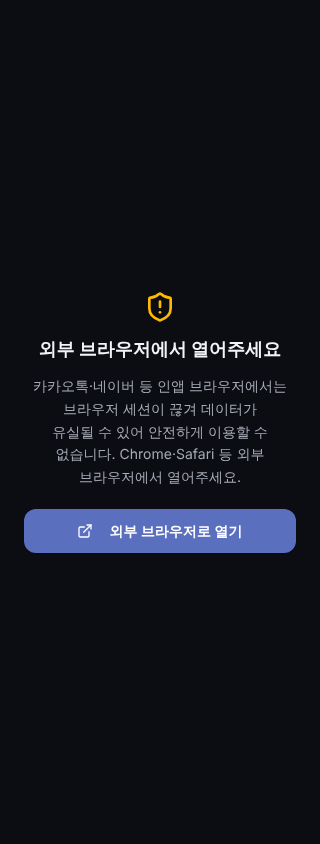 외부 브라우저에서 열어주세요
카카오톡·네이버 등 인앱 브라우저에서는
브라우저 세션이 끊겨 데이터가
유실될 수 있어 안전하게 이용할 수
없습니다. Chrome·Safari 등 외부
브라우저에서 열어주세요.
외부 브라우저로 열기